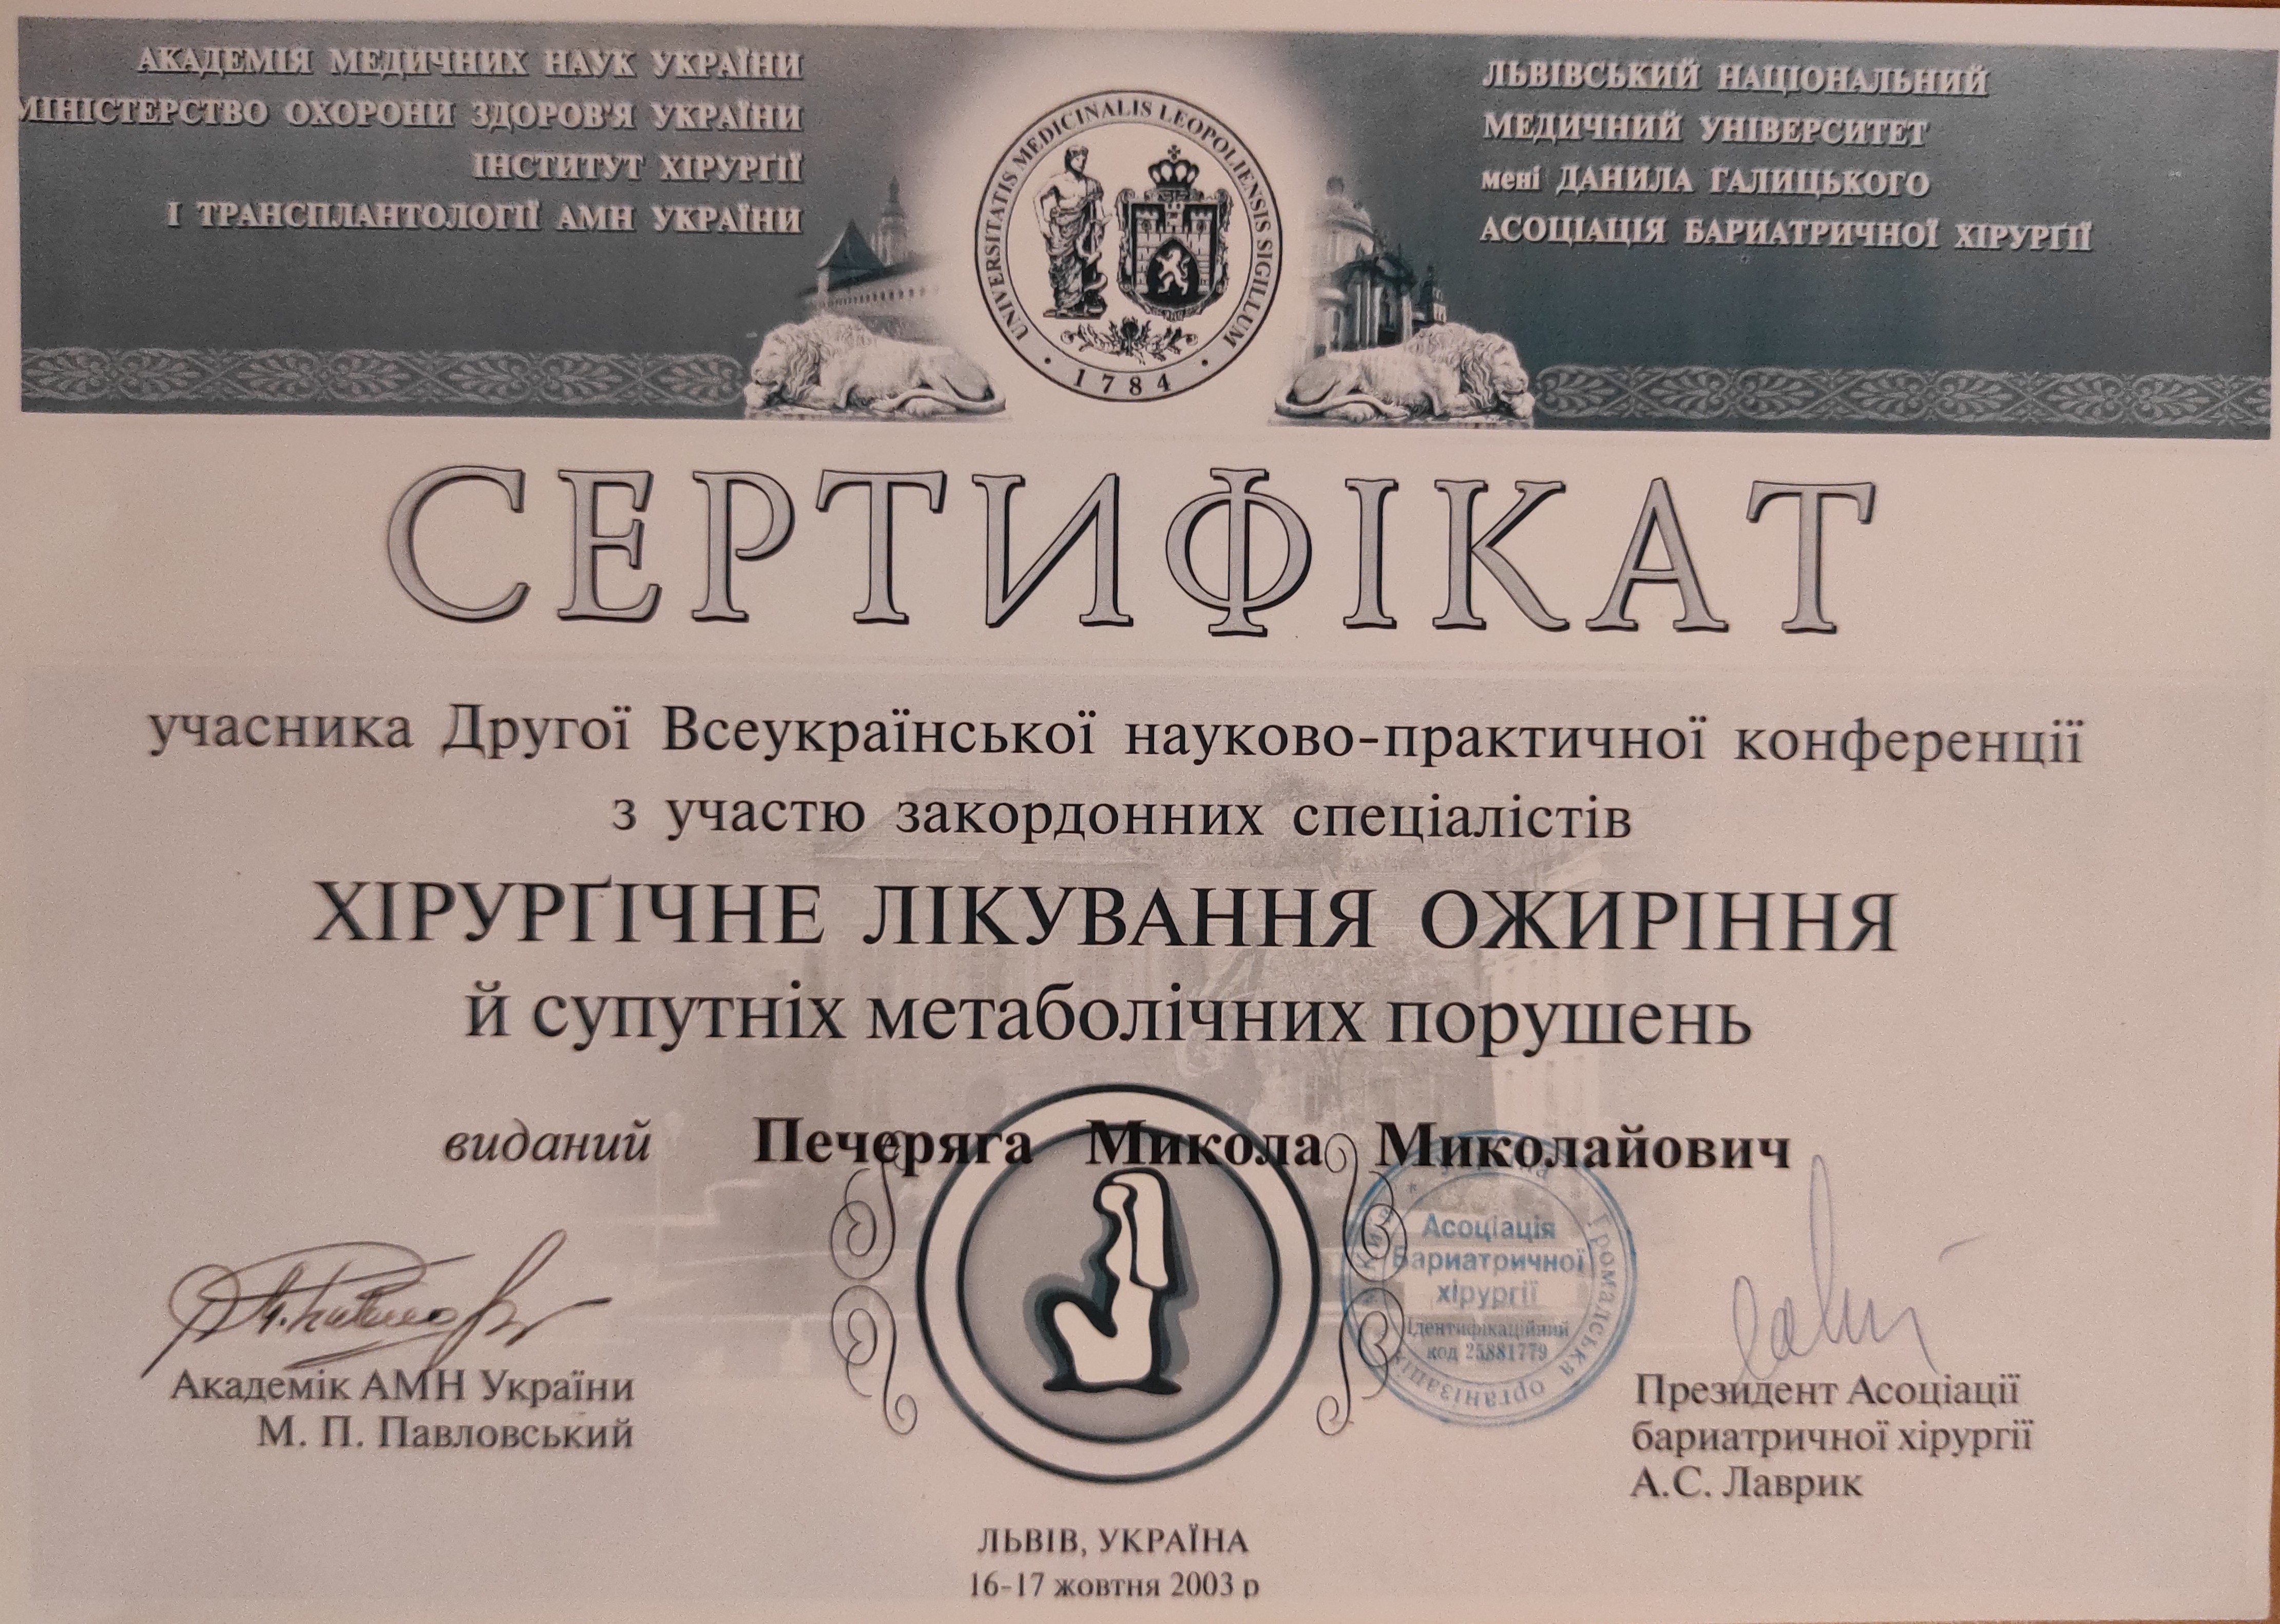 АКАДЕМІЯ МЕДИЧНИХ НАУК УКРАЇНИ
МІНІСТЕРСТВО ОХОРОНИ ЗДОРОВ'Я УКРАЇНИ
ІНСТИТУТ ХІРУРГІЇ
І ТРАНСПЛАНТОЛОГІЇ АМН УКРАЇНИ
UNIVERSITATIS MEDICINALIS LEOPOLIENSIS SIGILLUM
· 1784 ·
ЛЬВІВСЬКИЙ НАЦІОНАЛЬНИЙ
МЕДИЧНИЙ УНІВЕРСИТЕТ
мені ДАНИЛА ГАЛИЦЬКОГО
АСОЦІАЦІЯ БАРИАТРИЧНОЇ ХІРУРГІЇ
СЕРТИФІКАТ
учасника Другої Всеукраїнської науково-практичної конференції
з участю закордонних спеціалістів
ХІРУРҐІЧНЕ ЛІКУВАННЯ ОЖИРІННЯ
й супутніх метаболічних порушень
виданий Печеряга Микола Миколайович
Асоціація
Бариатричної
хірургії
Ідентифікаційний
код 25881779
Громадська організація
Академік АМН України
М. П. Павловський
Президент Асоціації
бариатричної хірургії
А.С. Лаврик
ЛЬВІВ, УКРАЇНА
16-17 жовтня 2003 р